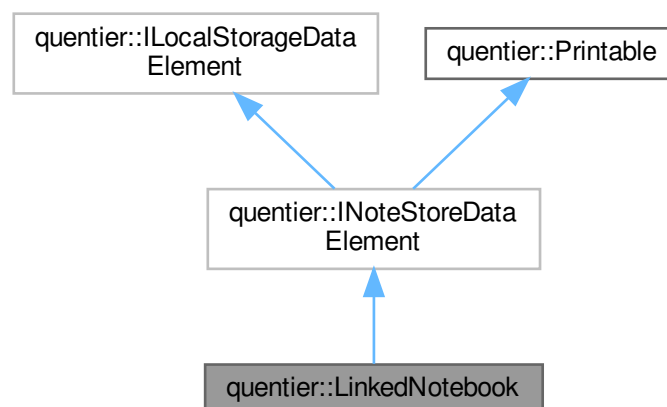 quentier::ILocalStorageData
Element
quentier::Printable
quentier::INoteStoreData
Element
quentier::LinkedNotebook